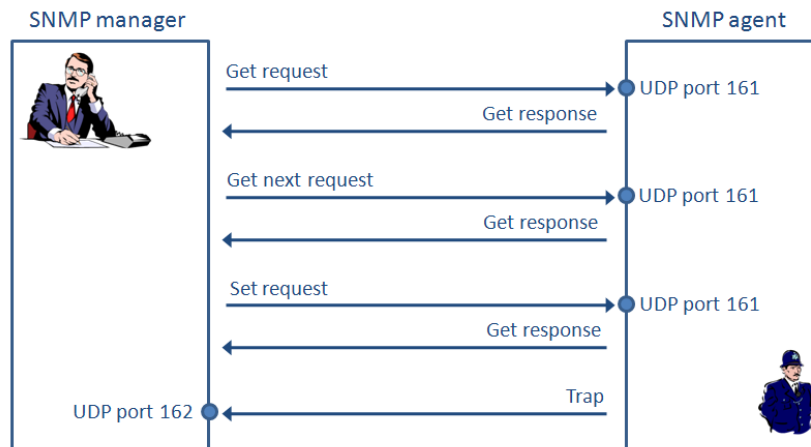 SNMP manager
SNMP agent
Get request
UDP port 161
Get response
Get next request
UDP port 161
Get response
Set request
UDP port 161
Get response
Trap
UDP port 162